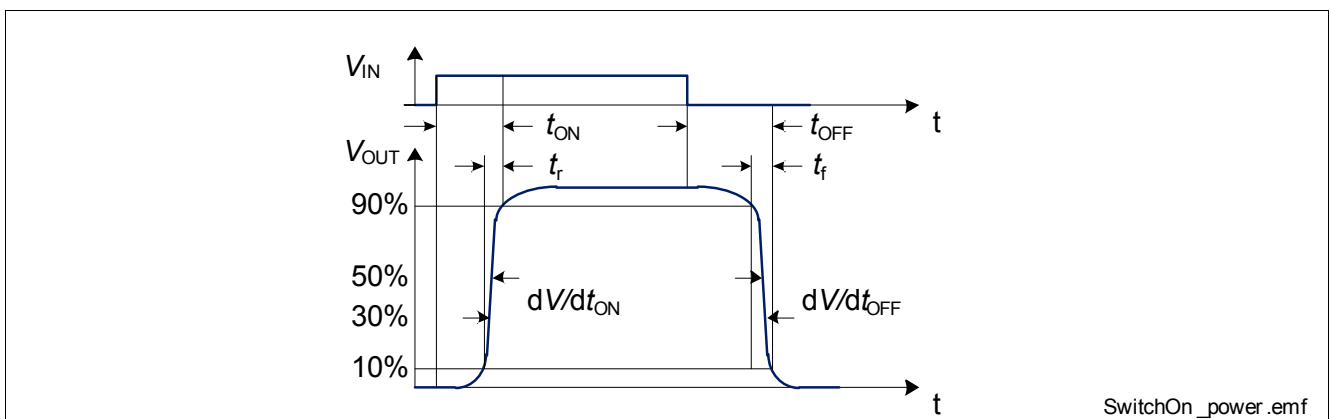 VIN
t
tON
tOFF
VOUT
tr
tf
90%
50%
30%
10%
dV/dtON
dV/dtOFF
t
SwitchOn_power.emf